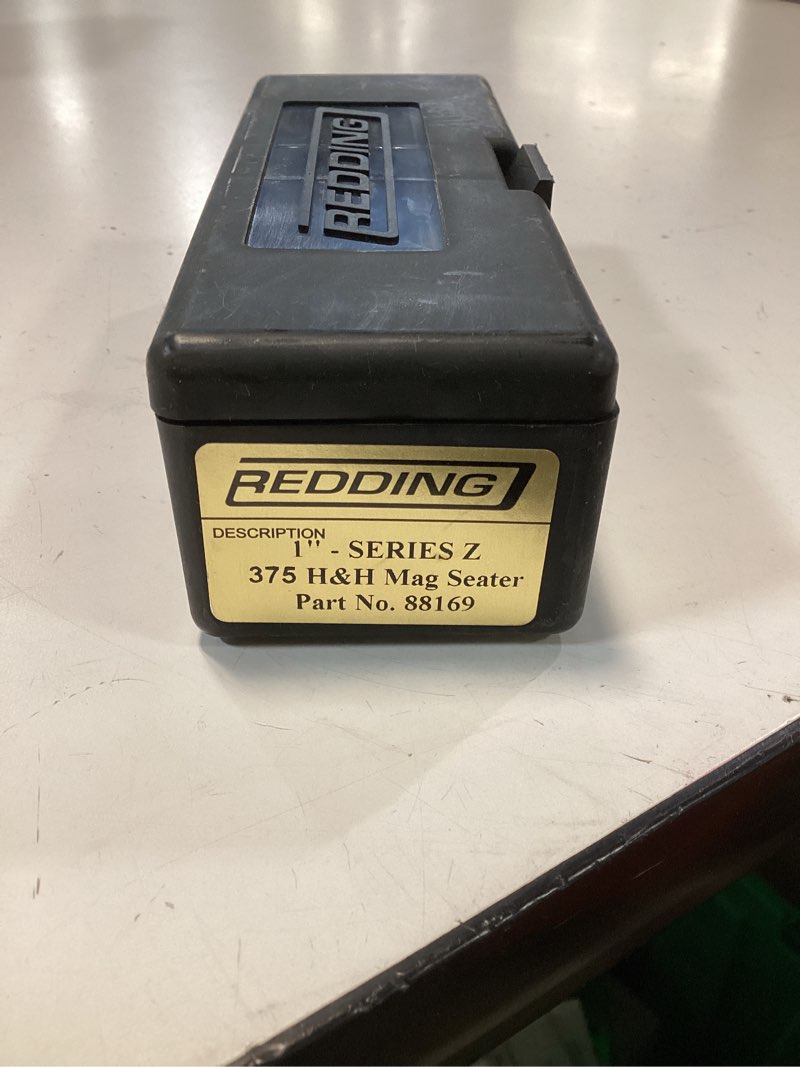 REDDING
REDDING
DESCRIPTION
1" - SERIES Z
375 H&H Mag Seater
Part No. 88169